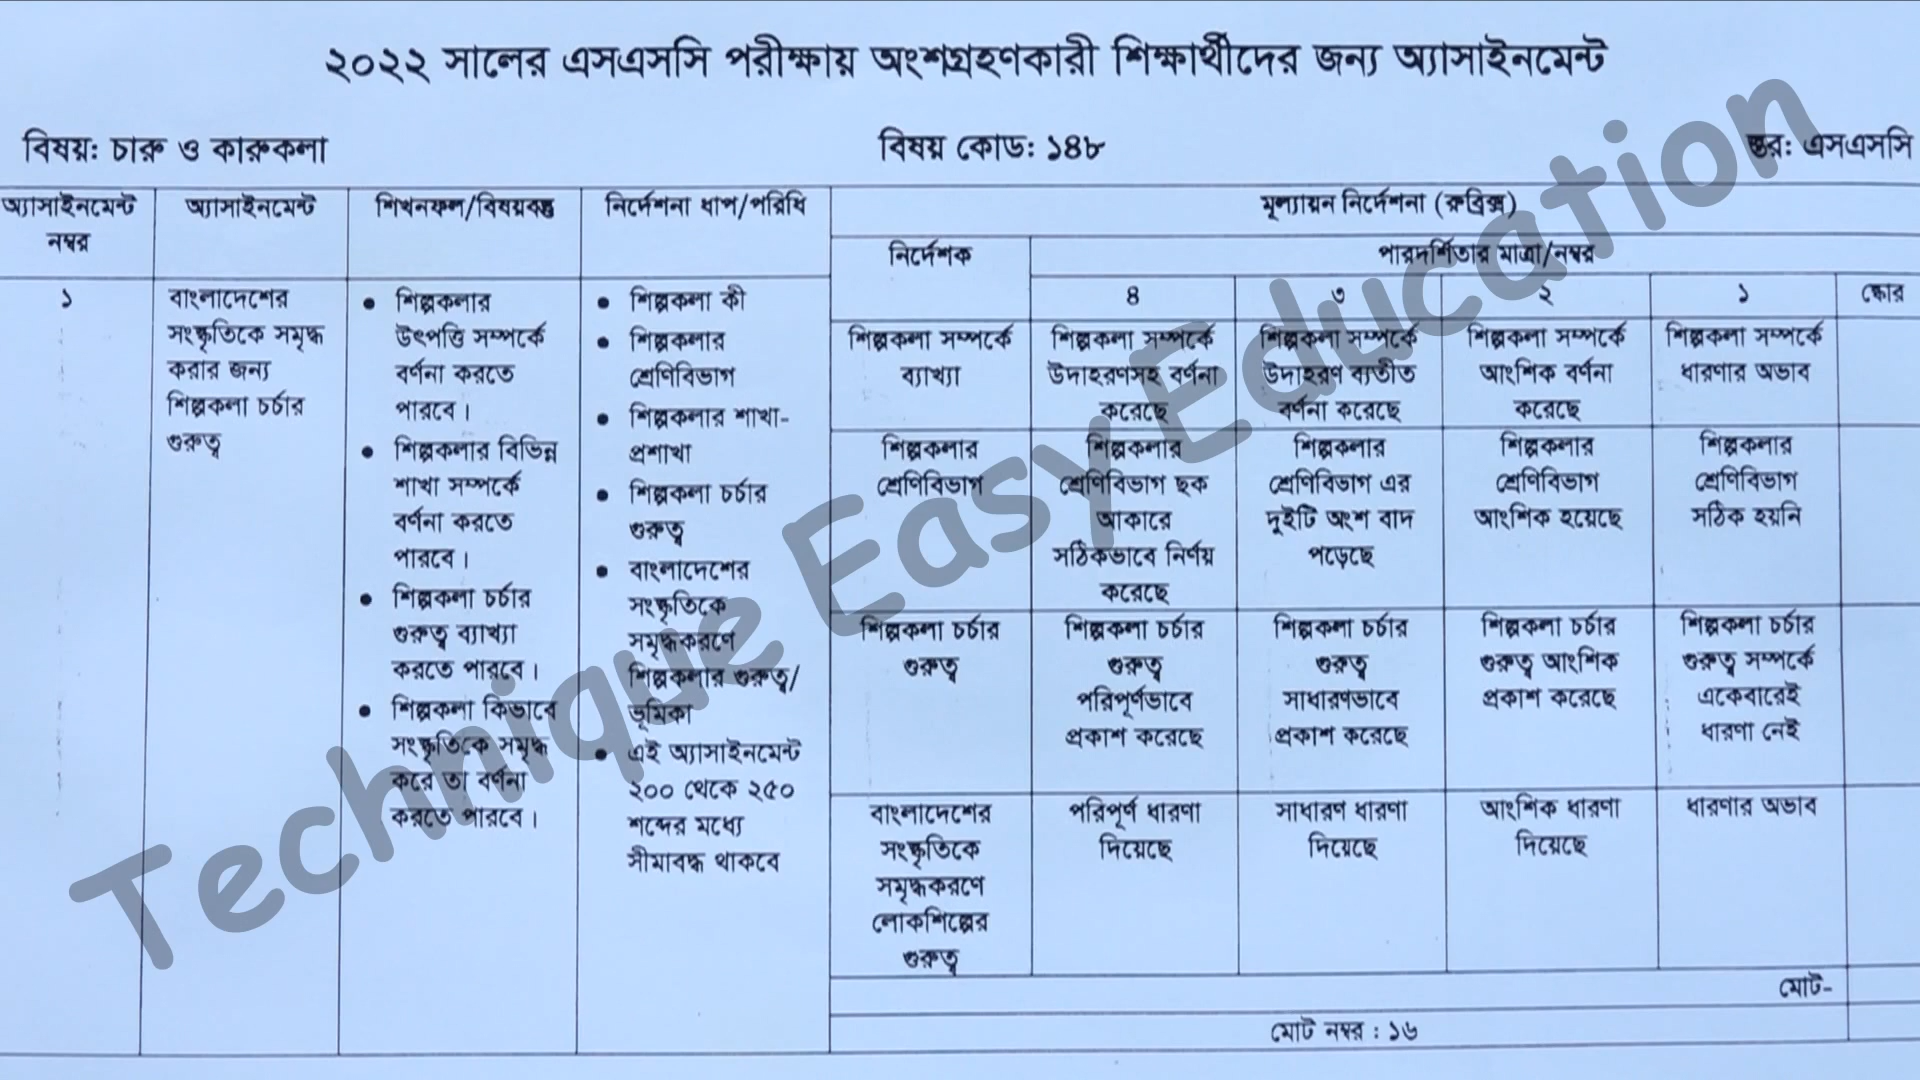 ২০২২ সালের এসএসসি পরীক্ষায় অংশগ্রহণকারী শিক্ষার্থীদের জন্য অ্যাসাইনমেন্ট
বিষয়: চারু ও কারুকলা
বিষয় কোড: ১৪৮
স্তর: এসএসসি
অ্যাসাইনমেন্ট
নম্বর
অ্যাসাইনমেন্ট
শিখনফল/বিষয়বস্তু
নির্দেশনা ধাপ/পরিধি
মূল্যায়ন নির্দেশনা (রুব্রিক্স)
নির্দেশক
পারদর্শিতার মাত্রা/নম্বর
৪
৩
২
১
স্কোর
১
বাংলাদেশের
সংস্কৃতিকে সমৃদ্ধ
করার জন্য
শিল্পকলা চর্চার
গুরুত্ব
• শিল্পকলার
উৎপত্তি সম্পর্কে
বর্ণনা করতে
পারবে।
• শিল্পকলার বিভিন্ন
শাখা সম্পর্কে
বর্ণনা করতে
পারবে।
• শিল্পকলা চর্চার
গুরুত্ব ব্যাখ্যা
করতে পারবে।
• শিল্পকলা কিভাবে
সংস্কৃতিকে সমৃদ্ধ
করে তা বর্ণনা
করতে পারবে।
• শিল্পকলা কী
• শিল্পকলার
শ্রেণিবিভাগ
• শিল্পকলার শাখা-
প্রশাখা
• শিল্পকলা চর্চার
গুরুত্ব
• বাংলাদেশের
সংস্কৃতিকে
সমৃদ্ধকরণে
শিল্পকলার গুরুত্ব/
ভূমিকা
• এই অ্যাসাইনমেন্ট
২০০ থেকে ২৫০
শব্দের মধ্যে
সীমাবদ্ধ থাকবে
শিল্পকলা সম্পর্কে
ব্যাখ্যা
শিল্পকলা সম্পর্কে
উদাহরণসহ বর্ণনা
করেছে
শিল্পকলা সম্পর্কে
উদাহরণ ব্যতীত
বর্ণনা করেছে
শিল্পকলা সম্পর্কে
আংশিক বর্ণনা
করেছে
শিল্পকলা সম্পর্কে
ধারণার অভাব
শিল্পকলার
শ্রেণিবিভাগ
শিল্পকলার
শ্রেণিবিভাগ ছক
আকারে
সঠিকভাবে নির্ণয়
করেছে
শিল্পকলার
শ্রেণিবিভাগ এর
দুইটি অংশ বাদ
পড়েছে
শিল্পকলার
শ্রেণিবিভাগ
আংশিক হয়েছে
শিল্পকলার
শ্রেণিবিভাগ
সঠিক হয়নি
শিল্পকলা চর্চার
গুরুত্ব
শিল্পকলা চর্চার
গুরুত্ব
পরিপূর্ণভাবে
প্রকাশ করেছে
শিল্পকলা চর্চার
গুরুত্ব
সাধারণভাবে
প্রকাশ করেছে
শিল্পকলা চর্চার
গুরুত্ব আংশিক
প্রকাশ করেছে
শিল্পকলা চর্চার
গুরুত্ব সম্পর্কে
একেবারেই
ধারণা নেই
বাংলাদেশের
সংস্কৃতিকে
সমৃদ্ধকরণে
লোকশিল্পের
গুরুত্ব
পরিপূর্ণ ধারণা
দিয়েছে
সাধারণ ধারণা
দিয়েছে
আংশিক ধারণা
দিয়েছে
ধারণার অভাব
মোট-
মোট নম্বর : ১৬
Technique Easy Education